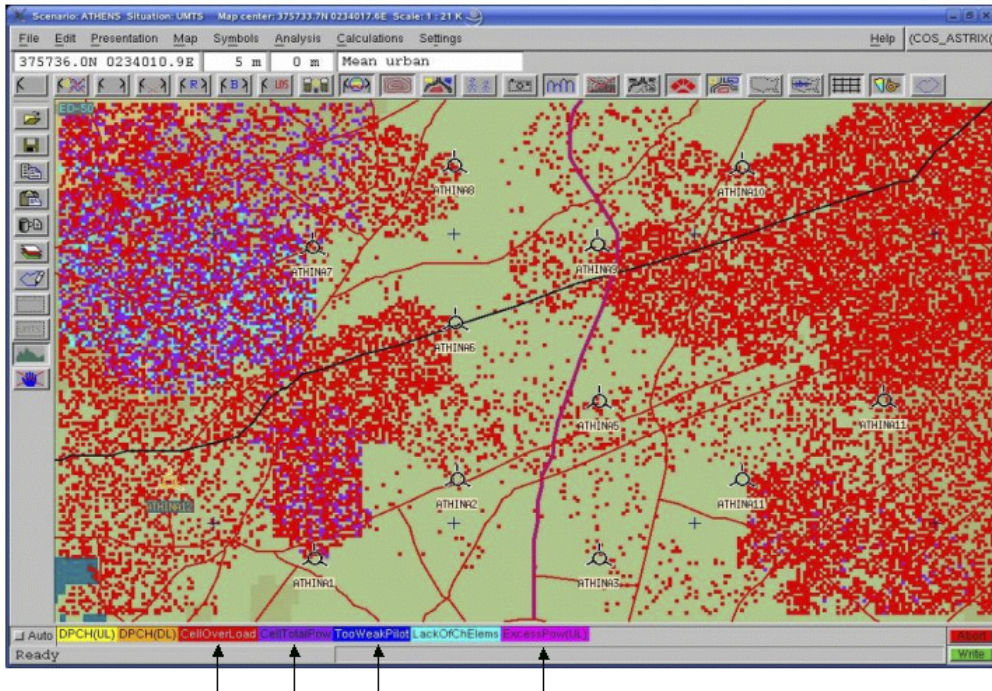 Scenario: ATHENS Situation: UMTS Map center: 375733.7N 0234017.6E Scale: 1 : 21 K
File Edit Presentation Map Symbols Analysis Calculations Settings Help (COS_ASTRIX(
375736.0N 0234010.9E 5 m 0 m Mean urban
R B LOS
ED-50
ATHINA8
ATHINA10
ATHINA7
ATHINA9
ATHINA6
umts
ATHINA5
ATHINA11
ATHINA12
ATHINA2
ATHINA11
ATHINA1
ATHINA3
Auto DPCH(UL) DPCH(DL) CellOverLoad CellTotalPow TooWeakPilot LackOfChElems ExcessPow(UL) Abort
Ready Write